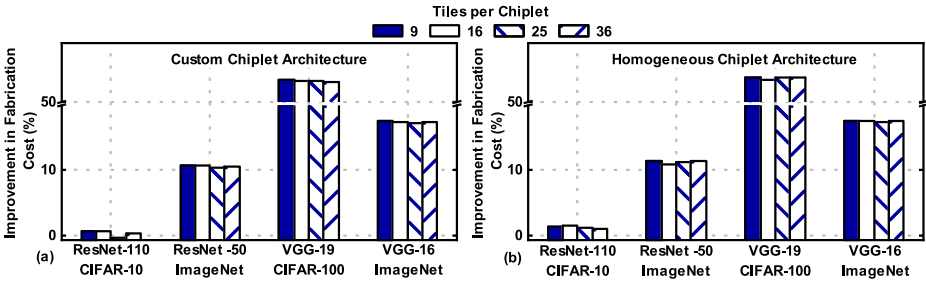 Tiles per Chiplet
9 16 25 36
Improvement in Fabrication
Cost (%)
Custom Chiplet Architecture
50
10
0
(a)
ResNet-110 ResNet -50 VGG-19 VGG-16
CIFAR-10 ImageNet CIFAR-100 ImageNet
Improvement in Fabrication
Cost (%)
Homogeneous Chiplet Architecture
50
10
0
(b)
ResNet-110 ResNet -50 VGG-19 VGG-16
CIFAR-10 ImageNet CIFAR-100 ImageNet